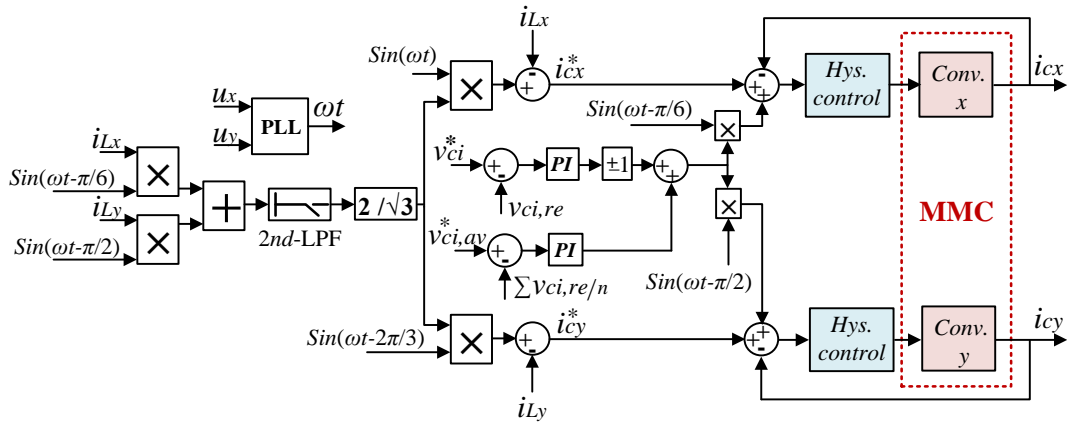 iLx
Sin(ωt)
i*cx
Hys.
control
Conv.
x
icx
ux
uy
PLL
ωt
iLx
Sin(ωt-π/6)
iLy
Sin(ωt-π/2)
2nd-LPF
2 /√3
Sin(ωt-π/6)
v*ci
PI
±1
vci,re
v*ci,av
PI
∑vci,re/n
Sin(ωt-π/2)
MMC
Sin(ωt-2π/3)
i*cy
iLy
Hys.
control
Conv.
y
icy